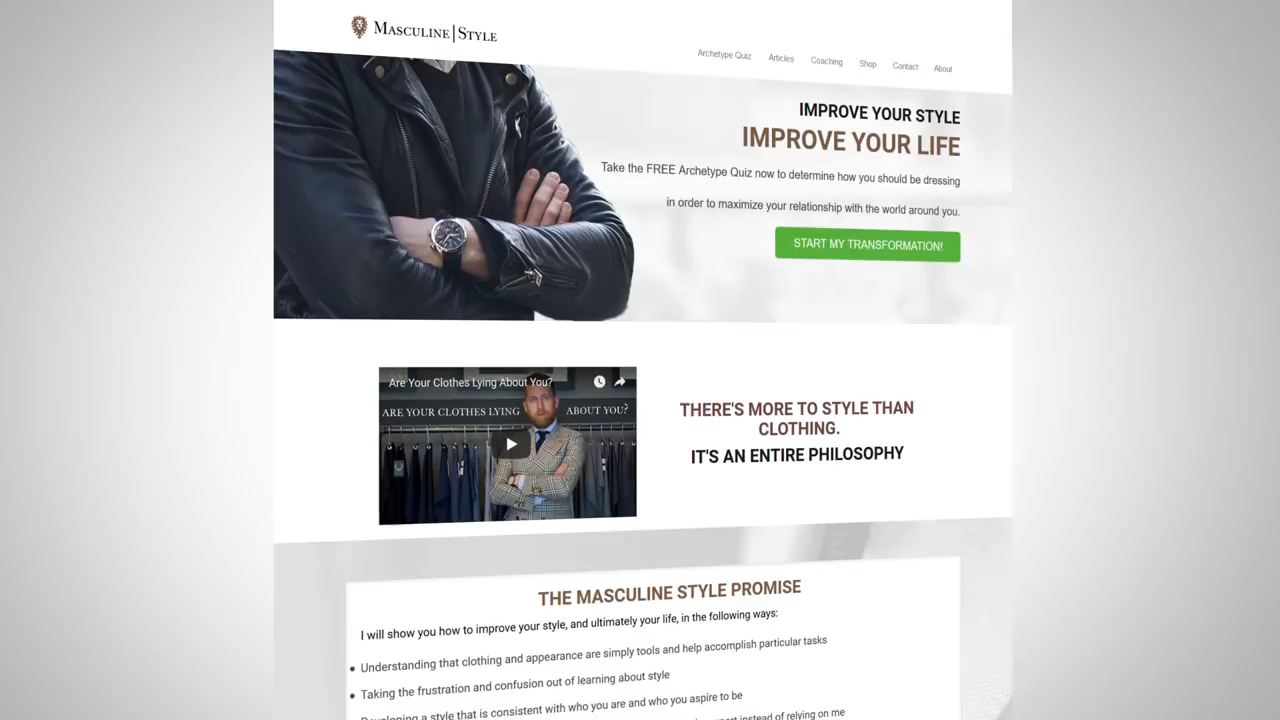 MASCULINE|STYLE
Archetype Quiz Articles Coaching Shop Contact About
IMPROVE YOUR STYLE
IMPROVE YOUR LIFE
Take the FREE Archetype Quiz now to determine how you should be dressing
in order to maximize your relationship with the world around you.
START MY TRANSFORMATION!
Are Your Clothes Lying About You?
ARE YOUR CLOTHES LYING ABOUT YOU?
THERE'S MORE TO STYLE THAN
CLOTHING.
IT'S AN ENTIRE PHILOSOPHY
THE MASCULINE STYLE PROMISE
I will show you how to improve your style, and ultimately your life, in the following ways:
• Understanding that clothing and appearance are simply tools and help accomplish particular tasks
• Taking the frustration and confusion out of learning about style
Developing a style that is consistent with who you are and who you aspire to be
instead of relying on me